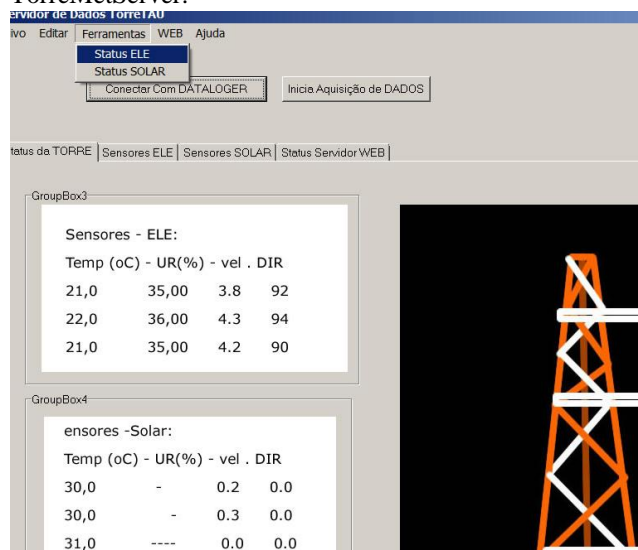 TorreMetServer.
ervidor de Dados TorreTAU
ivo Editar Ferramentas WEB Ajuda
Status ELE
Status SOLAR
Conectar Com DATALOGER Inicia Aquisição de DADOS
tatus da TORRE Sensores ELE Sensores SOLAR Status Servidor WEB
GroupBox3
Sensores - ELE:
Temp (oC) - UR(%) - vel . DIR
21,0 35,00 3.8 92
22,0 36,00 4.3 94
21,0 35,00 4.2 90
GroupBox4
ensores -Solar:
Temp (oC) - UR(%) - vel . DIR
30,0 - 0.2 0.0
30,0 - 0.3 0.0
31,0 ---- 0.0 0.0